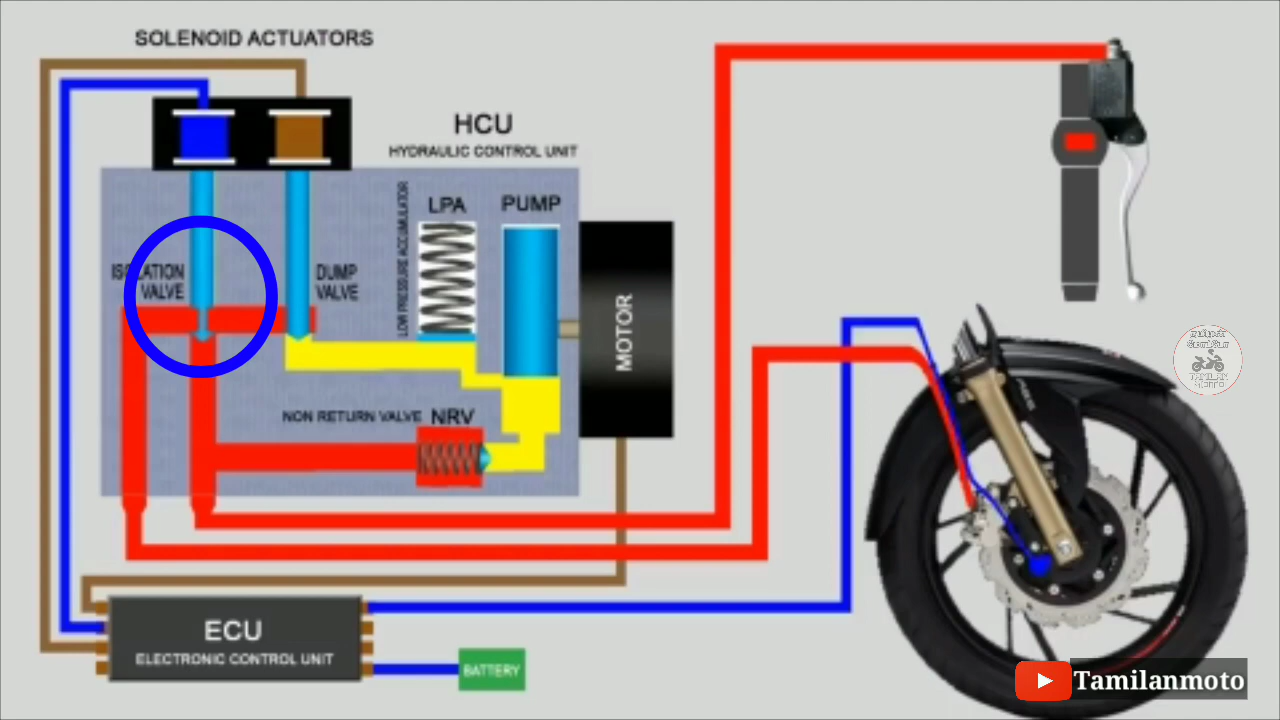 SOLENOID ACTUATORS
HCU
HYDRAULIC CONTROL UNIT
LOW PRESSURE ACCUMULATOR
LPA
PUMP
VALVE
DUMP
VALVE
MOTOR
NON RETURN VALVE NRV
ECU
ELECTRONIC CONTROL UNIT
BATTERY
Tamilanmoto